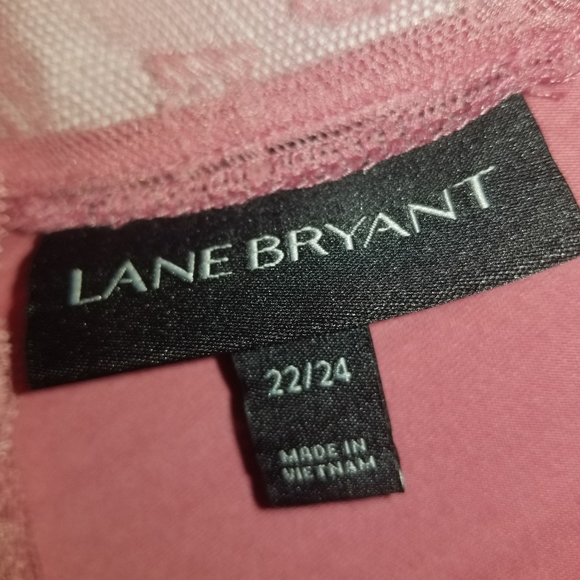 LANE BRYANT
22/24
MADE IN
VIETNAM